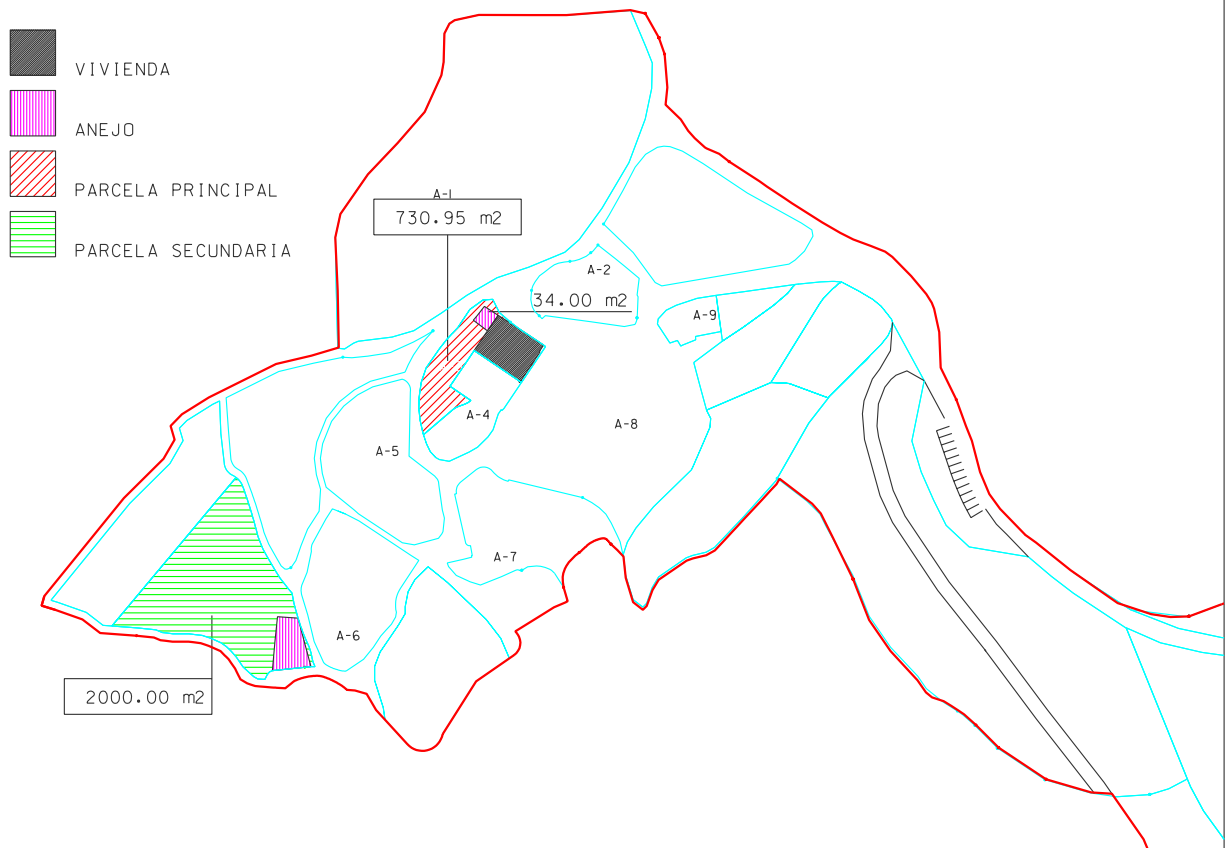 VIVIENDA
ANEJO
PARCELA PRINCIPAL
PARCELA SECUNDARIA
A-1
730.95 m2
A-2
34.00 m2
A-9
A-4
A-8
A-5
A-7
A-6
2000.00 m2